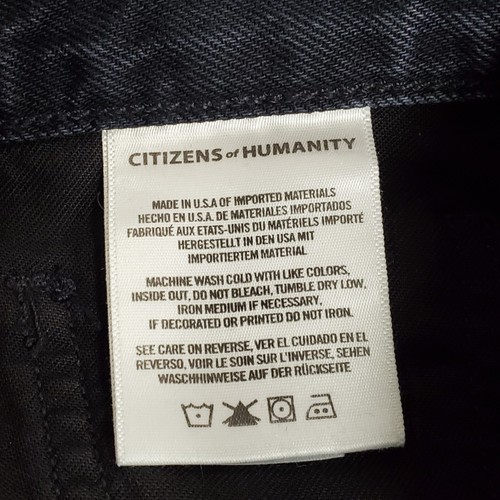 CITIZENS of HUMANITY
MADE IN U.S.A OF IMPORTED MATERIALS
HECHO EN U.S.A. DE MATERIALES IMPORTADOS
FABRIQUÉ AUX ETATS-UNIS DU MATÉRIELS IMPORTÉ
HERGESTELLT IN DEN USA MIT
IMPORTIERTEM MATERIAL
MACHINE WASH COLD WITH LIKE COLORS,
INSIDE OUT, DO NOT BLEACH, TUMBLE DRY LOW,
IRON MEDIUM IF NECESSARY.
IF DECORATED OR PRINTED DO NOT IRON.
SEE CARE ON REVERSE, VER EL CUIDADO EN EL
REVERSO, VOIR LE SOIN SUR L'INVERSE, SEHEN
WASCHHINWEISE AUF DER RÜCKSEITE